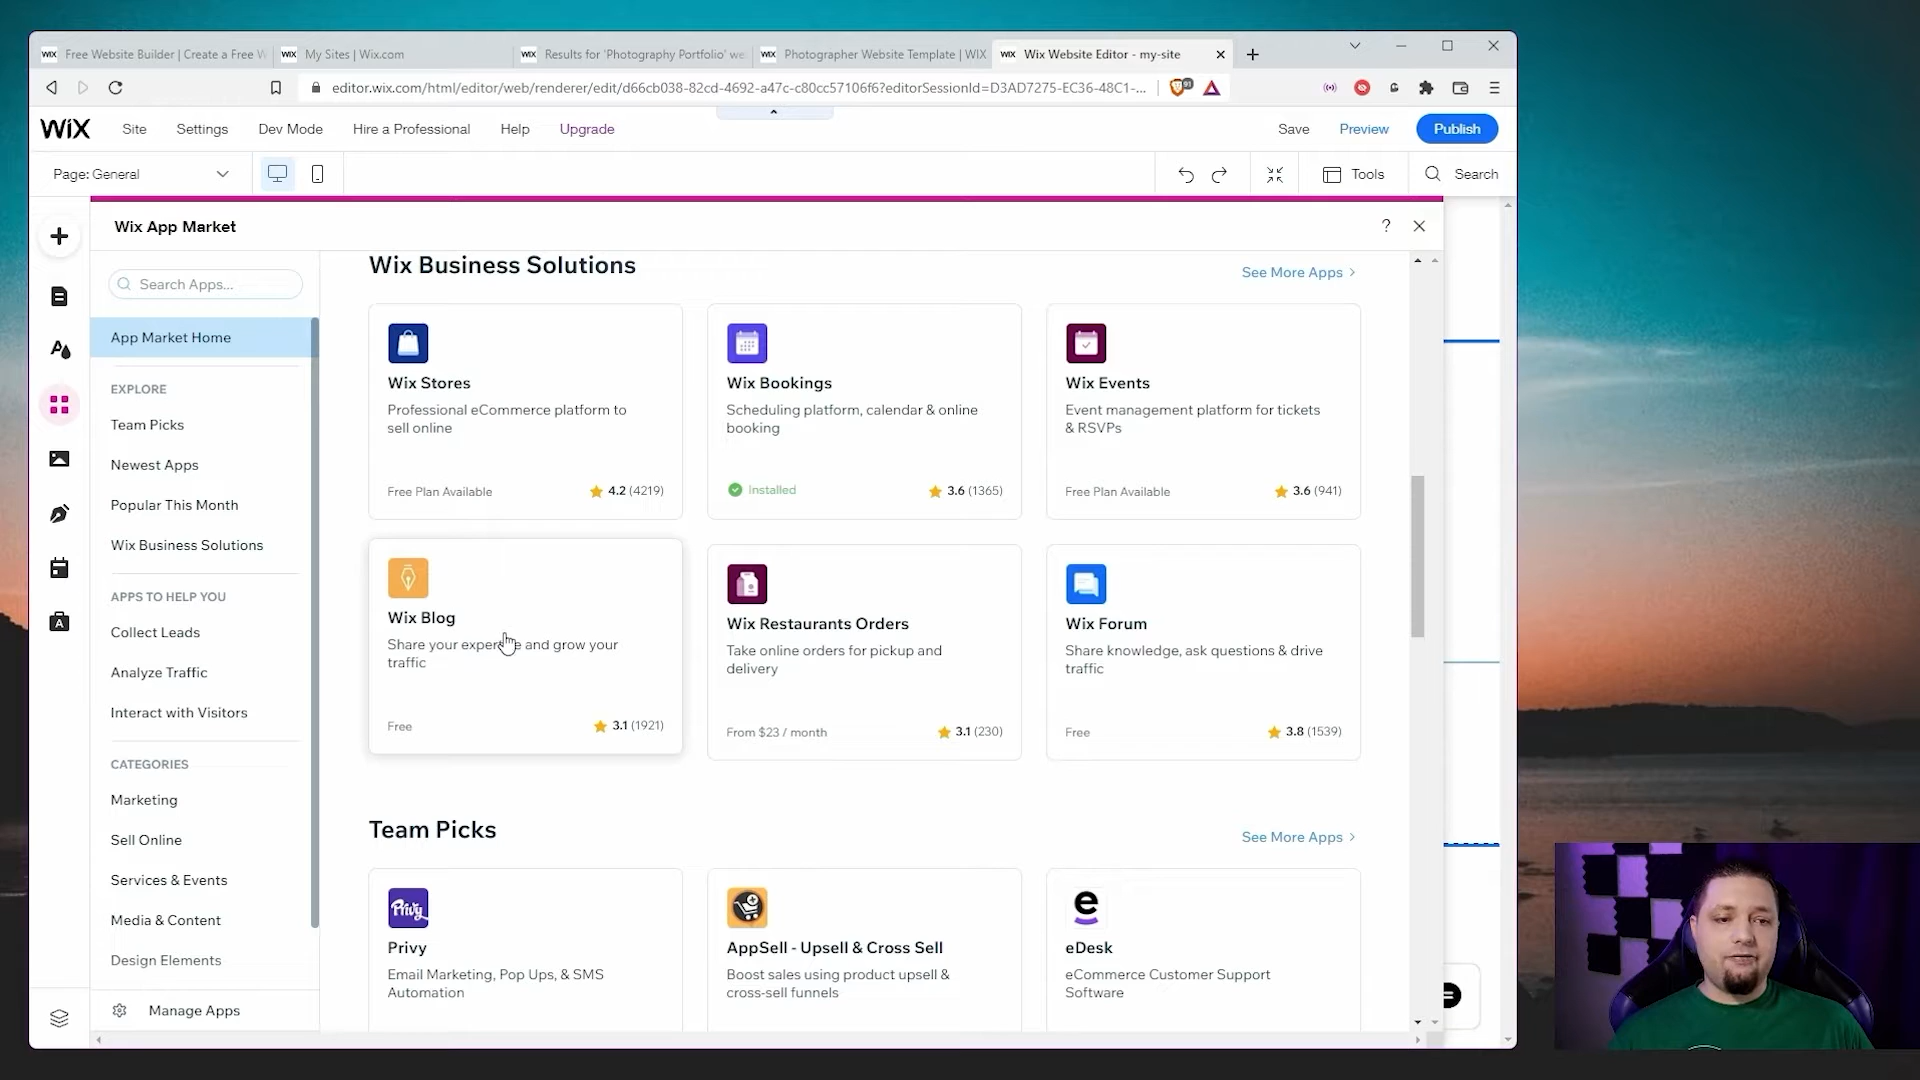 WIX Free Website Builder | Create a Free W
WIX My Sites | Wix.com
WIX Results for 'Photography Portfolio' we
WIX Photographer Website Template | WIX
WIX Wix Website Editor - my-site
editor.wix.com/html/editor/web/renderer/edit/d66cb038-82cd-4692-a47c-c80cc57106f6?editorSessionId=D3AD7275-EC36-48C1-...
WiX
Site
Settings
Dev Mode
Hire a Professional
Help
Upgrade
Save
Preview
Publish
Page: General
Tools
Search
Wix App Market
?
Search Apps...
App Market Home
EXPLORE
Team Picks
Newest Apps
Popular This Month
Wix Business Solutions
APPS TO HELP YOU
Collect Leads
Analyze Traffic
Interact with Visitors
CATEGORIES
Marketing
Sell Online
Services & Events
Media & Content
Design Elements
Manage Apps
Wix Business Solutions
See More Apps
Wix Stores
Professional eCommerce platform to
sell online
Free Plan Available
4.2 (4219)
Wix Bookings
Scheduling platform, calendar & online
booking
Installed
3.6 (1365)
Wix Events
Event management platform for tickets
& RSVPs
Free Plan Available
3.6 (941)
Wix Blog
Share your expertise and grow your
traffic
Free
3.1 (1921)
Wix Restaurants Orders
Take online orders for pickup and
delivery
From $23 / month
3.1 (230)
Wix Forum
Share knowledge, ask questions & drive
traffic
Free
3.8 (1539)
Team Picks
See More Apps
Privy
Privy
Email Marketing, Pop Ups, & SMS
Automation
AppSell - Upsell & Cross Sell
Boost sales using product upsell &
cross-sell funnels
e
eDesk
eCommerce Customer Support
Software